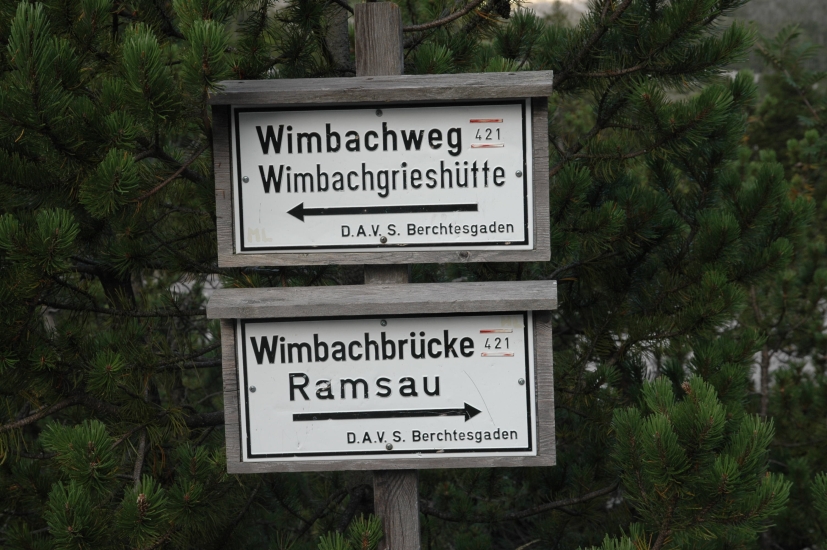 Wimbachweg 421
Wimbachgrieshütte
D.A.V. S. Berchtesgaden
Wimbachbrücke 421
Ramsau
D.A.V. S. Berchtesgaden